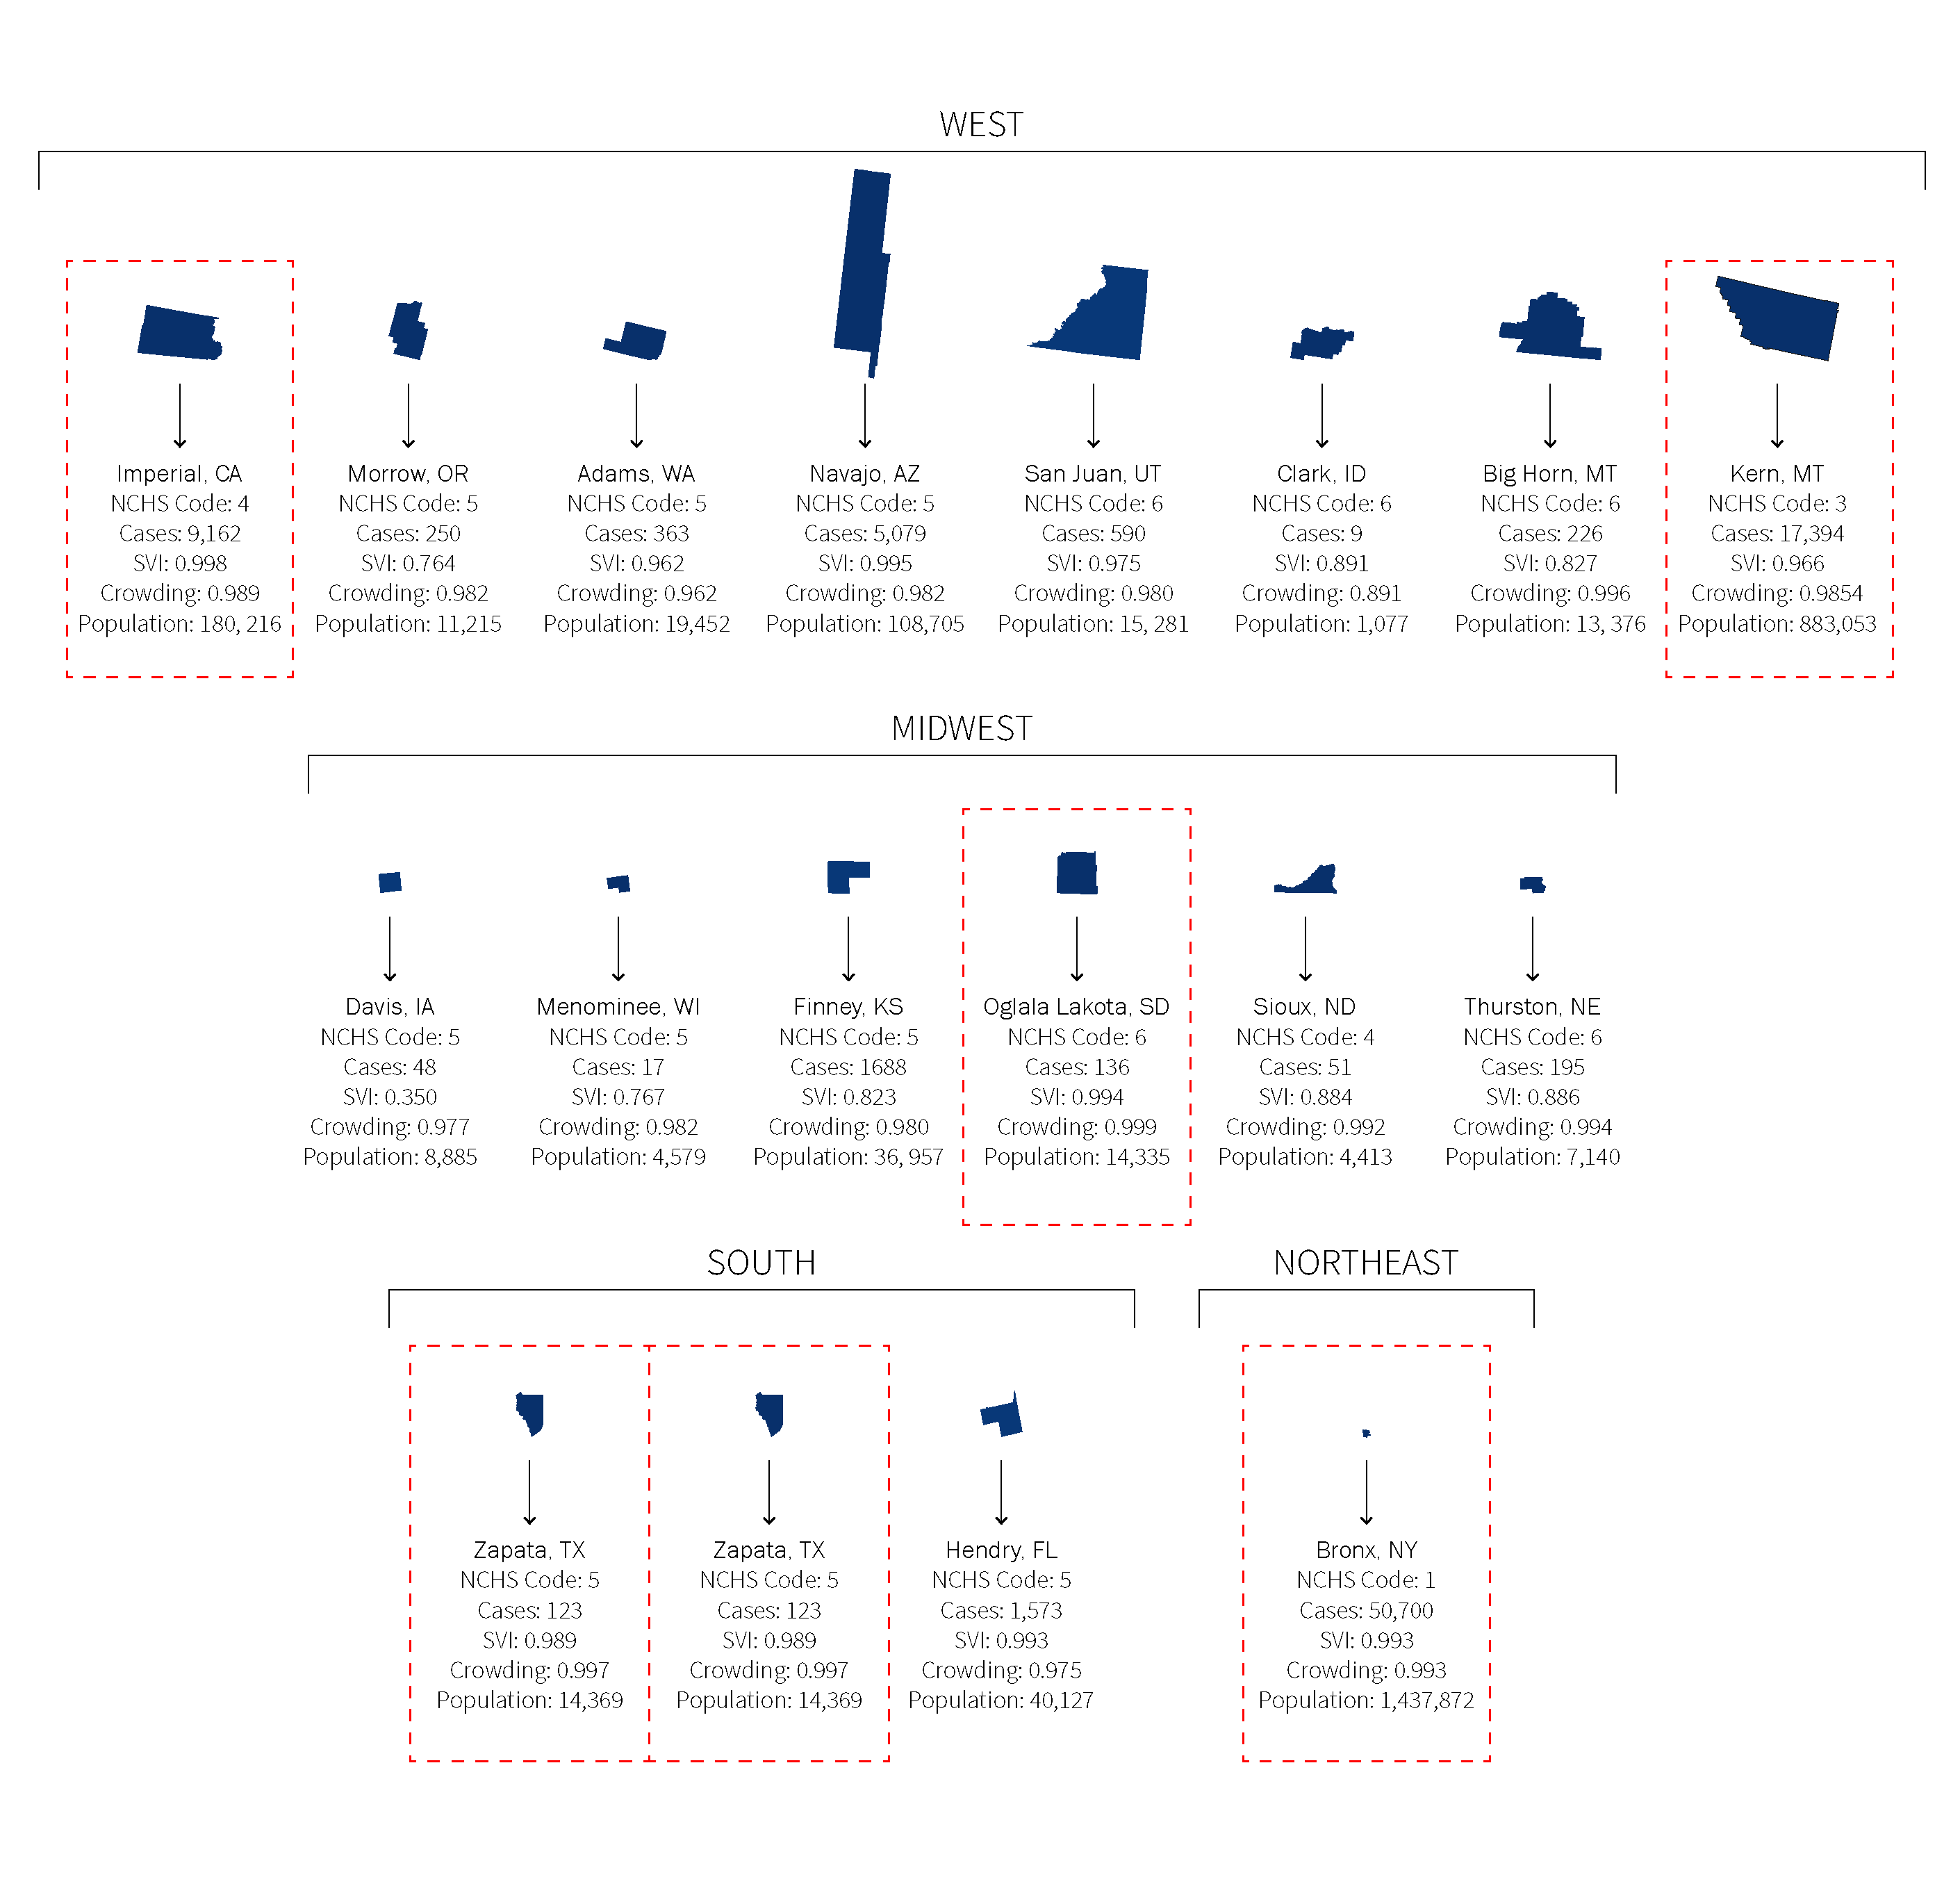 WEST
Imperial, CA
NCHS Code: 4
Cases: 9,162
SVI: 0.998
Crowding: 0.989
Population: 180, 216
Morrow, OR
NCHS Code: 5
Cases: 250
SVI: 0.764
Crowding: 0.982
Population: 11,215
Adams, WA
NCHS Code: 5
Cases: 363
SVI: 0.962
Crowding: 0.962
Population: 19,452
Navajo, AZ
NCHS Code: 5
Cases: 5,079
SVI: 0.995
Crowding: 0.982
Population: 108,705
San Juan, UT
NCHS Code: 6
Cases: 590
SVI: 0.975
Crowding: 0.980
Population: 15, 281
Clark, ID
NCHS Code: 6
Cases: 9
SVI: 0.891
Crowding: 0.891
Population: 1,077
Big Horn, MT
NCHS Code: 6
Cases: 226
SVI: 0.827
Crowding: 0.996
Population: 13, 376
Kern, MT
NCHS Code: 3
Cases: 17,394
SVI: 0.966
Crowding: 0.9854
Population: 883,053
MIDWEST
Davis, IA
NCHS Code: 5
Cases: 48
SVI: 0.350
Crowding: 0.977
Population: 8,885
Menominee, WI
NCHS Code: 5
Cases: 17
SVI: 0.767
Crowding: 0.982
Population: 4,579
Finney, KS
NCHS Code: 5
Cases: 1688
SVI: 0.823
Crowding: 0.980
Population: 36, 957
Oglala Lakota, SD
NCHS Code: 6
Cases: 136
SVI: 0.994
Crowding: 0.999
Population: 14,335
Sioux, ND
NCHS Code: 4
Cases: 51
SVI: 0.884
Crowding: 0.992
Population: 4,413
Thurston, NE
NCHS Code: 6
Cases: 195
SVI: 0.886
Crowding: 0.994
Population: 7,140
SOUTH
Zapata, TX
NCHS Code: 5
Cases: 123
SVI: 0.989
Crowding: 0.997
Population: 14,369
Zapata, TX
NCHS Code: 5
Cases: 123
SVI: 0.989
Crowding: 0.997
Population: 14,369
Hendry, FL
NCHS Code: 5
Cases: 1,573
SVI: 0.993
Crowding: 0.975
Population: 40,127
NORTHEAST
Bronx, NY
NCHS Code: 1
Cases: 50,700
SVI: 0.993
Crowding: 0.993
Population: 1,437,872